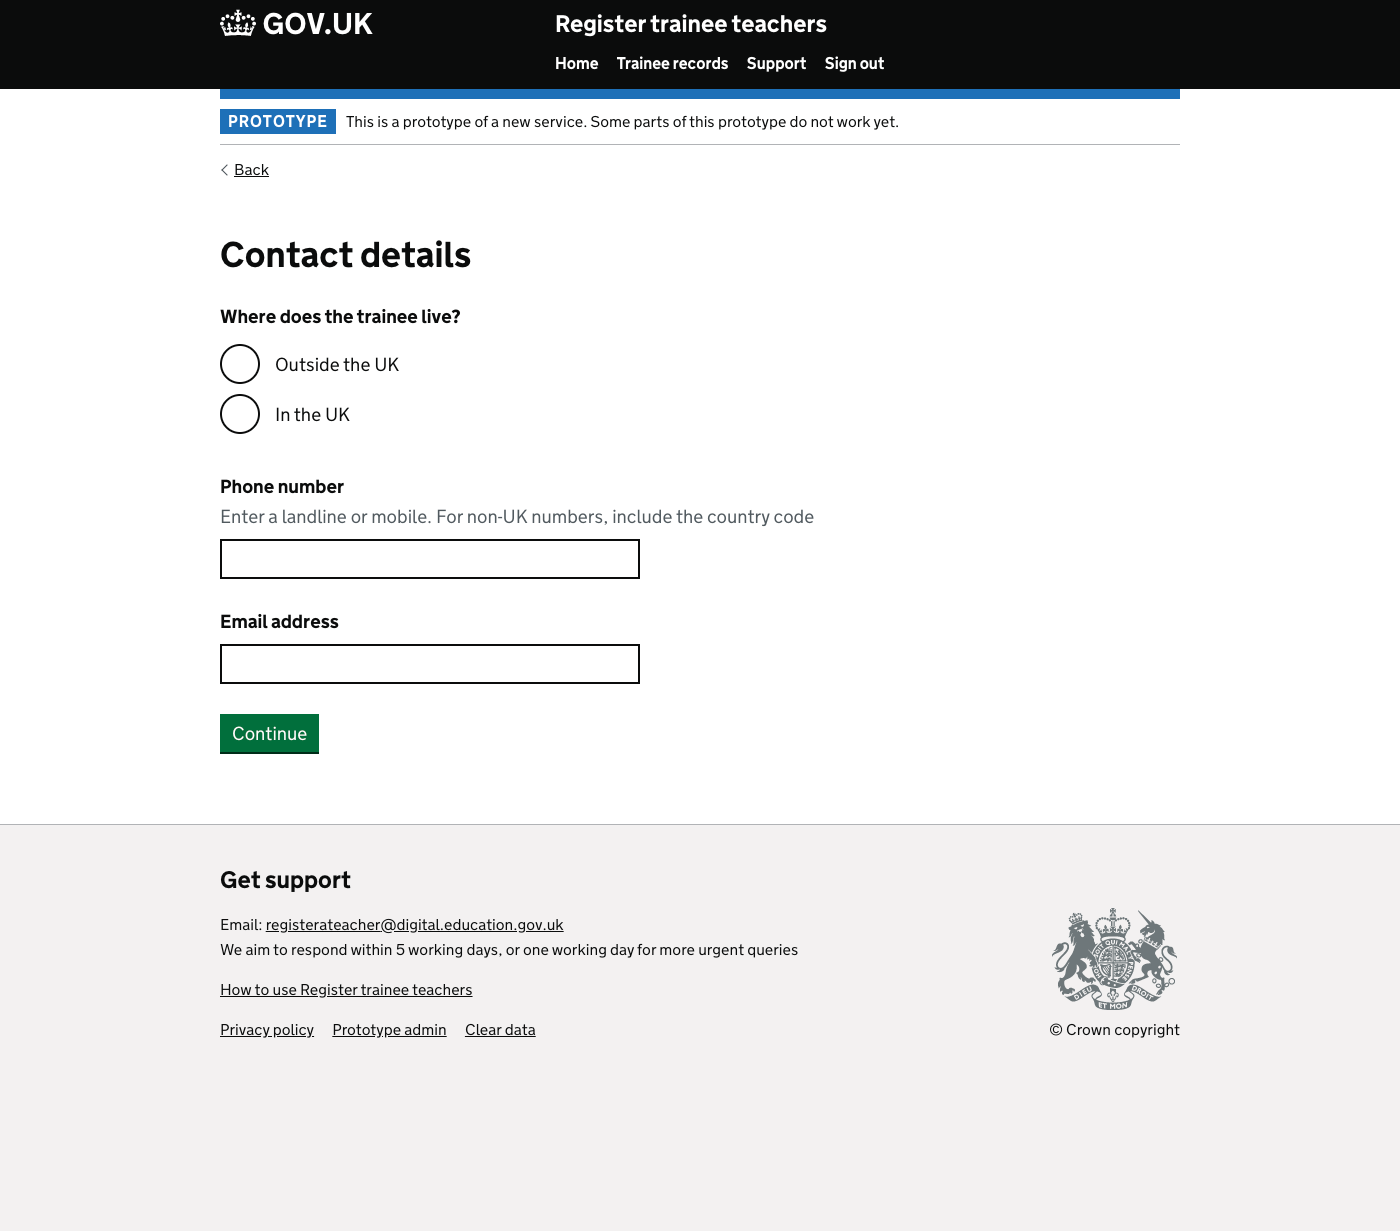 GOV.UK
Register trainee teachers
Home Trainee records Support Sign out
PROTOTYPE This is a prototype of a new service. Some parts of this prototype do not work yet.
Back
Contact details
Where does the trainee live?
Outside the UK
In the UK
Phone number
Enter a landline or mobile. For non-UK numbers, include the country code
Email address
Continue
Get support
Email: registerateacher@digital.education.gov.uk
We aim to respond within 5 working days, or one working day for more urgent queries
How to use Register trainee teachers
Privacy policy Prototype admin Clear data
DIEU ET MON DROIT
© Crown copyright